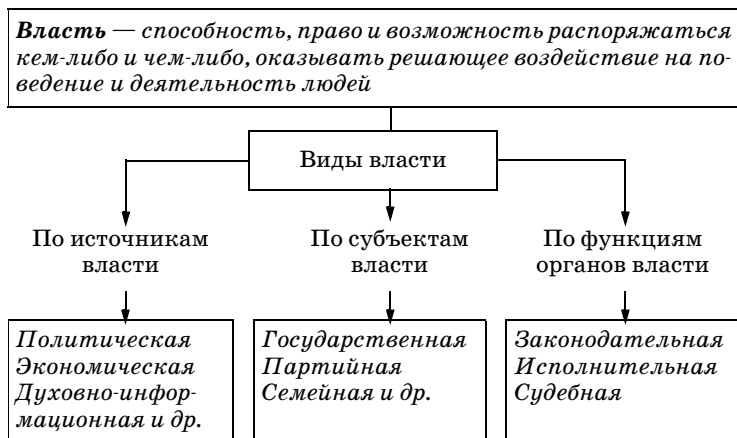 Власть — способность, право и возможность распоряжаться
кем-либо и чем-либо, оказывать решающее воздействие на по-
ведение и деятельность людей
Виды власти
По источникам
власти
По субъектам
власти
По функциям
органов власти
Политическая
Экономическая
Духовно-инфор-
мационная и др.
Государственная
Партийная
Семейная и др.
Законодательная
Исполнительная
Судебная